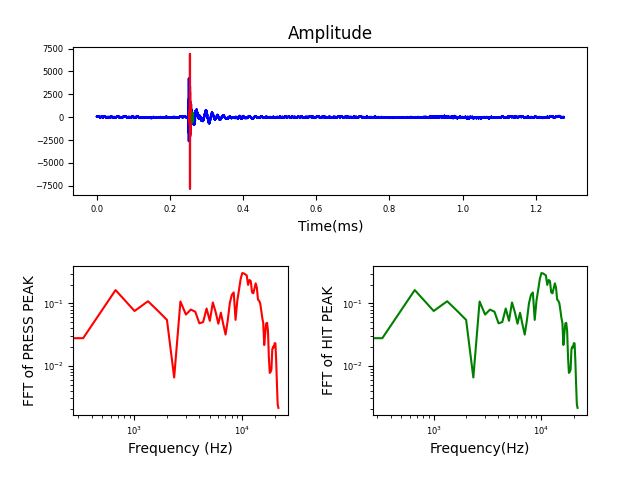 Amplitude
7500
5000
2500
0
−2500
−5000
−7500
0.0 0.2 0.4 0.6 0.8 1.0 1.2
Time(ms)
FFT of PRESS PEAK
10⁻¹
10⁻²
10³ 10⁴
Frequency (Hz)
FFT of HIT PEAK
10⁻¹
10⁻²
10³ 10⁴
Frequency(Hz)